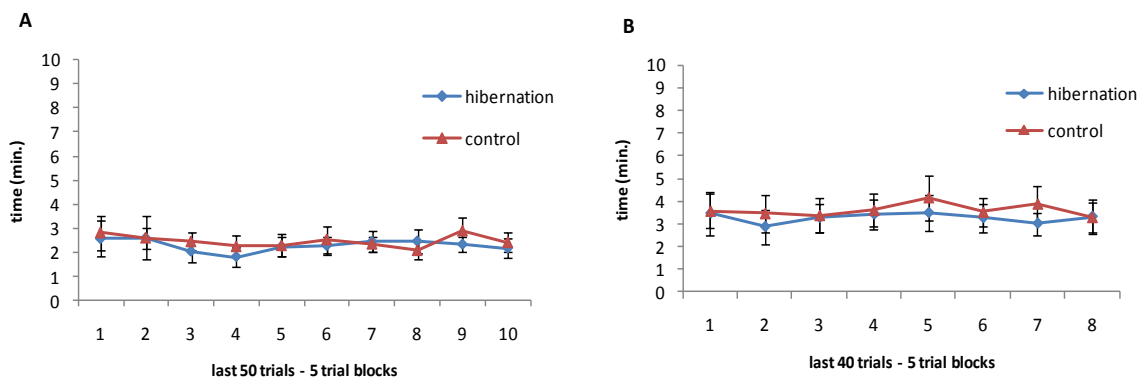 A
time (min.)
10
9
8
7
6
5
4
3
2
1
0
hibernation
control
1 2 3 4 5 6 7 8 9 10
last 50 trials - 5 trial blocks
B
time (min.)
10
9
8
7
6
5
4
3
2
1
0
hibernation
control
1 2 3 4 5 6 7 8
last 40 trials - 5 trial blocks